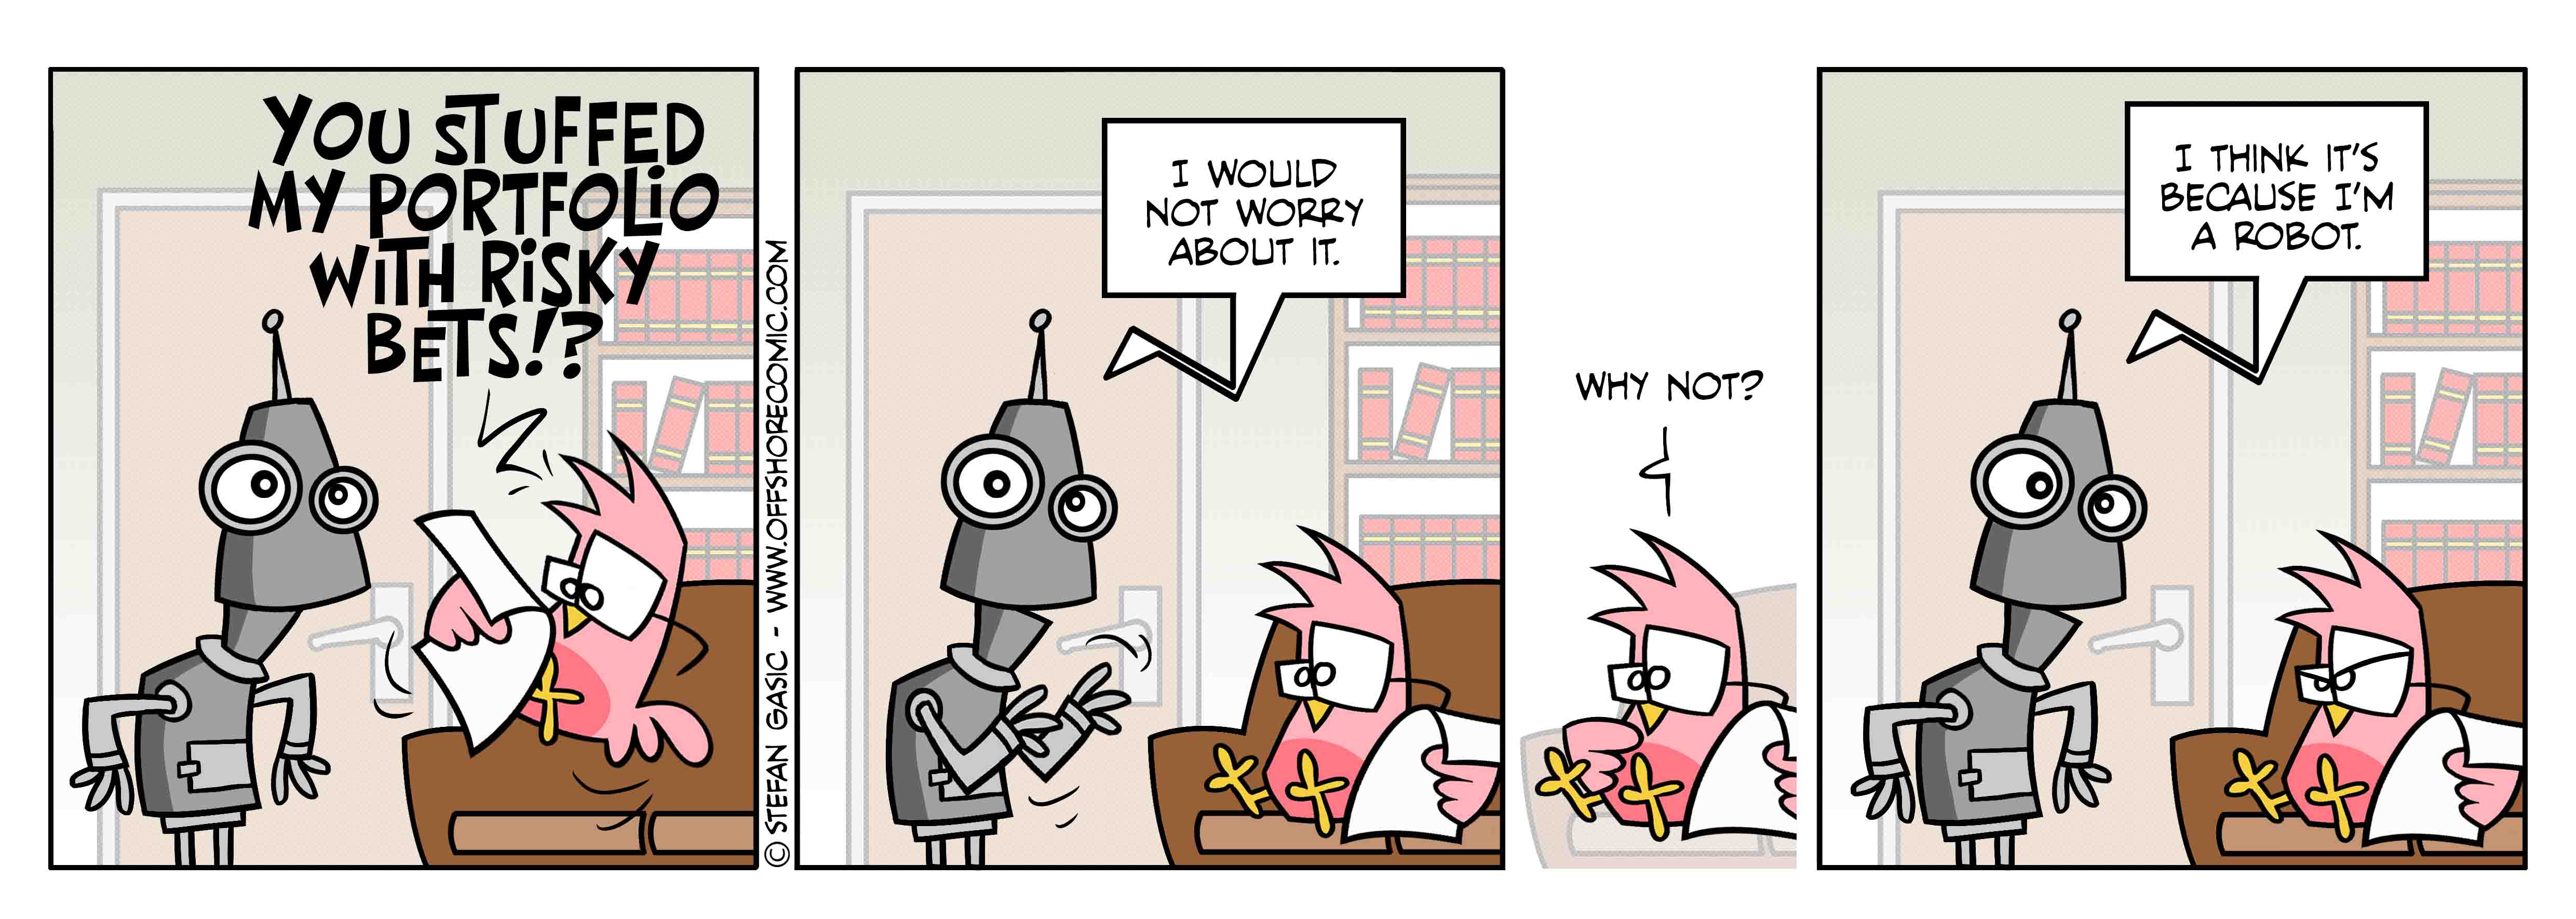 YOU STUFFED
MY PORTFOLIO
WITH RISKY
BETS!?
© STEFAN GASIC - WWW.OFFSHORECOMIC.COM
I WOULD
NOT WORRY
ABOUT IT.
WHY NOT?
I THINK IT'S
BECAUSE I'M
A ROBOT.